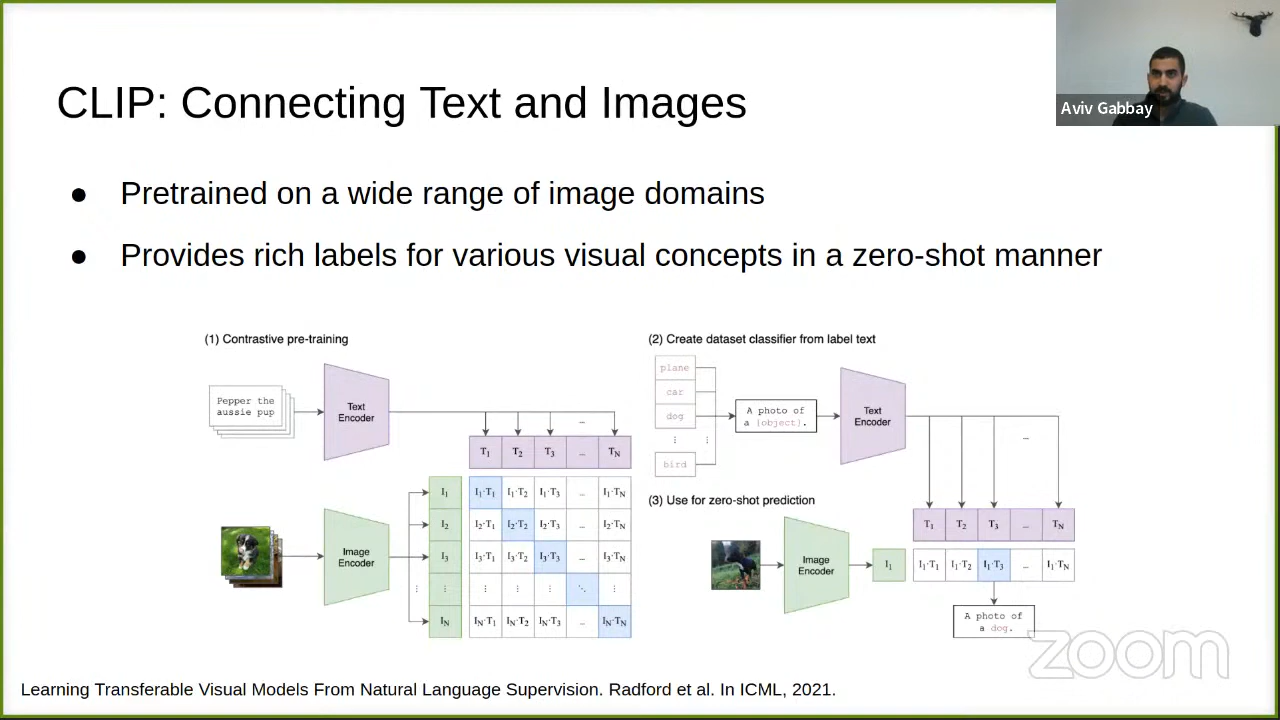 CLIP: Connecting Text and Images
Aviv Gabbay
● Pretrained on a wide range of image domains
● Provides rich labels for various visual concepts in a zero-shot manner
(1) Contrastive pre-training
Pepper the
aussie pup
Text
Encoder
...
T1 T2 T3 ... TN
I1 I1·T1 I1·T2 I1·T3 ... I1·TN
I2 I2·T1 I2·T2 I2·T3 ... I2·TN
I3 I3·T1 I3·T2 I3·T3 ... I3·TN
⋮ ⋮ ⋮ ⋮ ⋮ ⋱ ⋮
IN IN·T1 IN·T2 IN·T3 ... IN·TN
Image
Encoder
(2) Create dataset classifier from label text
plane
car
dog
⋮ ⋮
bird
A photo of
a {object}.
Text
Encoder
...
(3) Use for zero-shot prediction
T1 T2 T3 ... TN
Image
Encoder
I1 I1·T1 I1·T2 I1·T3 ... I1·TN
A photo of
a dog.
zoom
Learning Transferable Visual Models From Natural Language Supervision. Radford et al. In ICML, 2021.